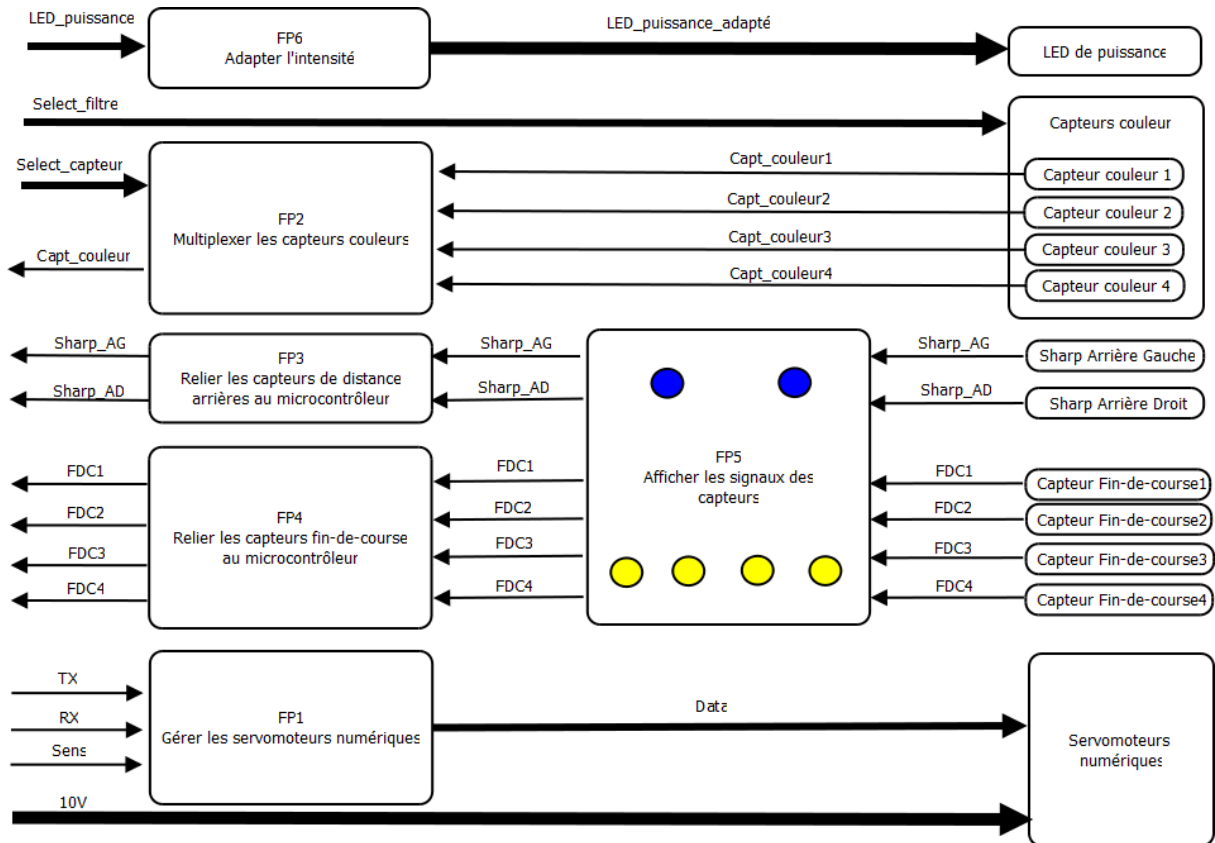 LED_puissance
FP6
Adapter l'intensité
LED_puissance_adapté
LED de puissance
Select_filtre
Capteurs couleur
Select_capteur
FP2
Multiplexer les capteurs couleurs
Capt_couleur
Capt_couleur1
Capt_couleur2
Capt_couleur3
Capt_couleur4
Capteur couleur 1
Capteur couleur 2
Capteur couleur 3
Capteur couleur 4
Sharp_AG
Sharp_AD
FP3
Relier les capteurs de distance
arrières au microcontrôleur
Sharp_AG
Sharp_AD
FP5
Afficher les signaux des
capteurs
Sharp_AG
Sharp_AD
Sharp Arrière Gauche
Sharp Arrière Droit
FDC1
FDC2
FDC3
FDC4
FP4
Relier les capteurs fin-de-course
au microcontrôleur
FDC1
FDC2
FDC3
FDC4
FDC1
FDC2
FDC3
FDC4
Capteur Fin-de-course1
Capteur Fin-de-course2
Capteur Fin-de-course3
Capteur Fin-de-course4
TX
RX
Sens
10V
FP1
Gérer les servomoteurs numériques
Data
Servomoteurs
numériques